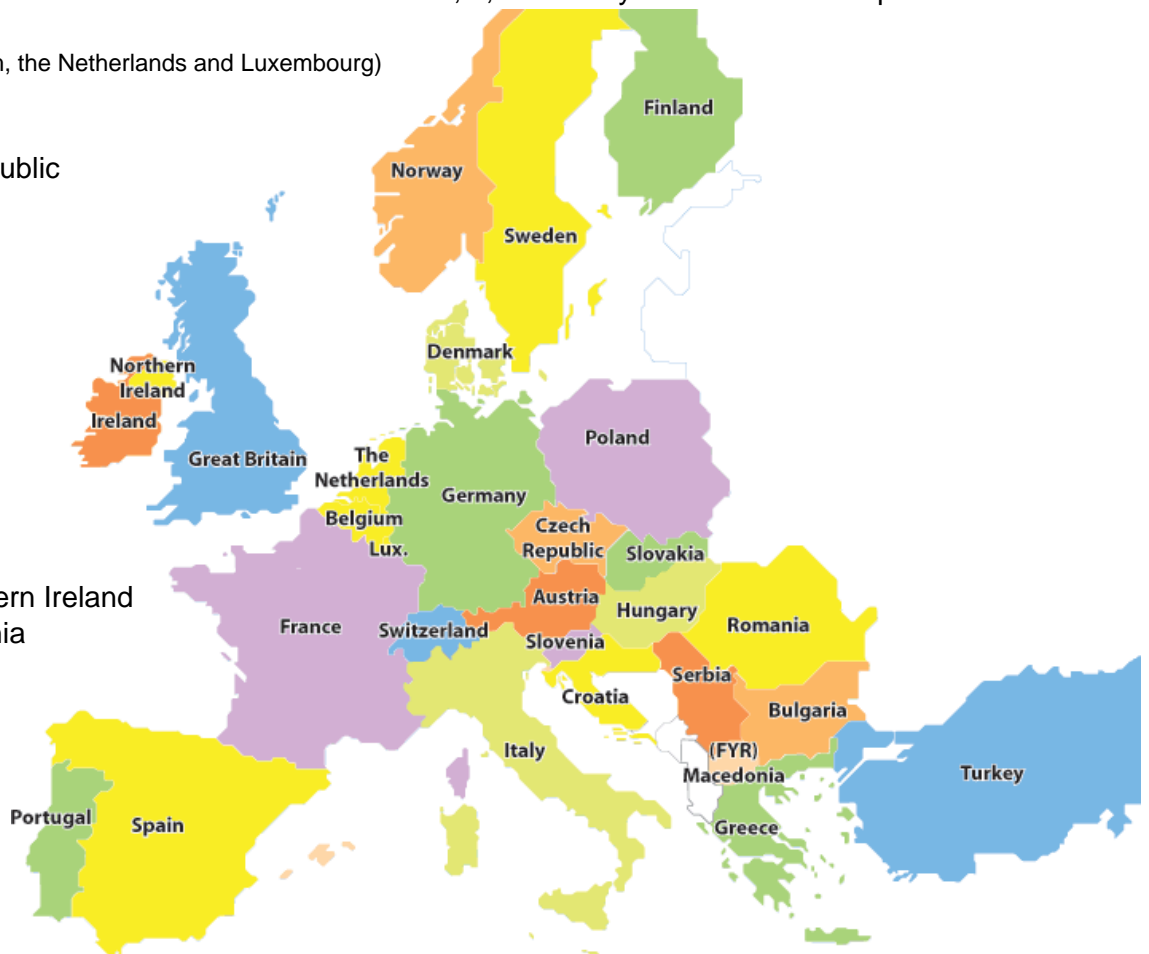 n, the Netherlands and Luxembourg)
ublic
ern Ireland
nia
Finland
Norway
Sweden
Denmark
Northern
Ireland
Ireland
Great Britain
The
Netherlands
Belgium
Lux.
Germany
Poland
Czech
Republic
Slovakia
Austria
Hungary
France
Switzerland
Slovenia
Romania
Croatia
Serbia
Bulgaria
Italy
(FYR)
Macedonia
Turkey
Portugal
Spain
Greece